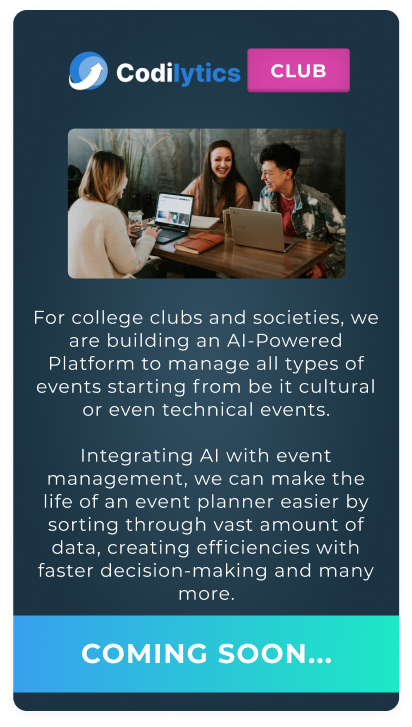 Codilytics CLUB
For college clubs and societies, we
are building an AI-Powered
Platform to manage all types of
events starting from be it cultural
or even technical events.
Integrating AI with event
management, we can make the
life of an event planner easier by
sorting through vast amount of
data, creating efficiencies with
faster decision-making and many
more.
COMING SOON...